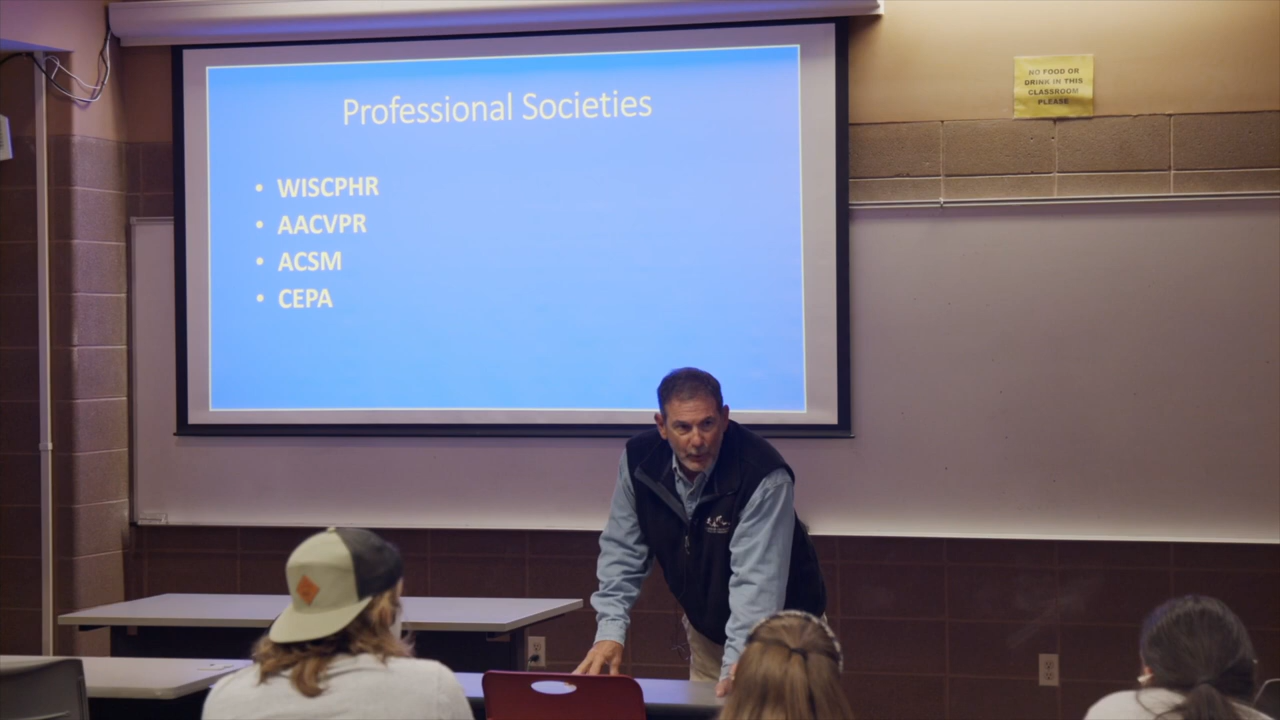 Professional Societies
• WISCPHR
• AACVPR
• ACSM
• CEPA
NO FOOD OR
DRINK IN THIS
CLASSROOM
PLEASE